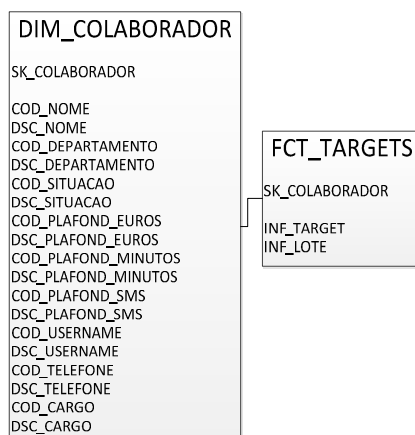 DIM_COLABORADOR
SK_COLABORADOR
COD_NOME
DSC_NOME
COD_DEPARTAMENTO
DSC_DEPARTAMENTO
COD_SITUACAO
DSC_SITUACAO
COD_PLAFOND_EUROS
DSC_PLAFOND_EUROS
COD_PLAFOND_MINUTOS
DSC_PLAFOND_MINUTOS
COD_PLAFOND_SMS
DSC_PLAFOND_SMS
COD_USERNAME
DSC_USERNAME
COD_TELEFONE
DSC_TELEFONE
COD_CARGO
DSC_CARGO
FCT_TARGETS
SK_COLABORADOR
INF_TARGET
INF_LOTE